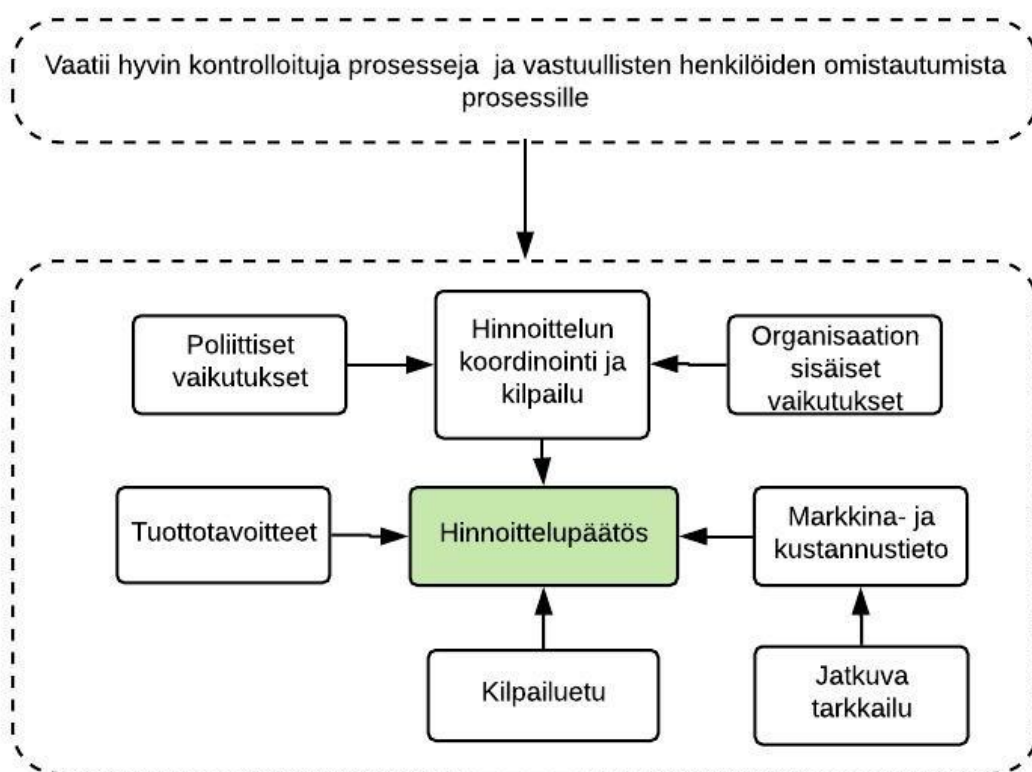 Vaatii hyvin kontrolloituja prosesseja ja vastuullisten henkilöiden omistautumista
prosessille
Poliittiset
vaikutukset
Hinnoittelun
koordinointi ja
kilpailu
Organisaation
sisäiset
vaikutukset
Tuottotavoitteet
Hinnoittelupäätös
Markkina- ja
kustannustieto
Kilpailuetu
Jatkuva
tarkkailu